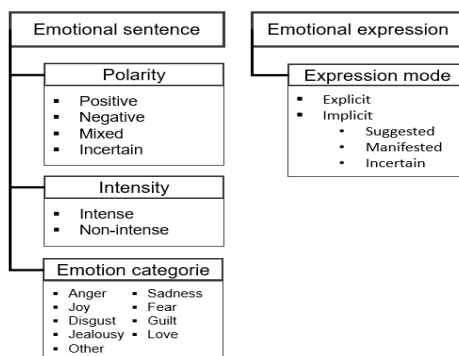 Emotional sentence
Polarity
Positive
Negative
Mixed
Incertain
Intensity
Intense
Non-intense
Emotion categorie
Anger Sadness
Joy Fear
Disgust Guilt
Jealousy Love
Other
Emotional expression
Expression mode
Explicit
Implicit
Suggested
Manifested
Incertain